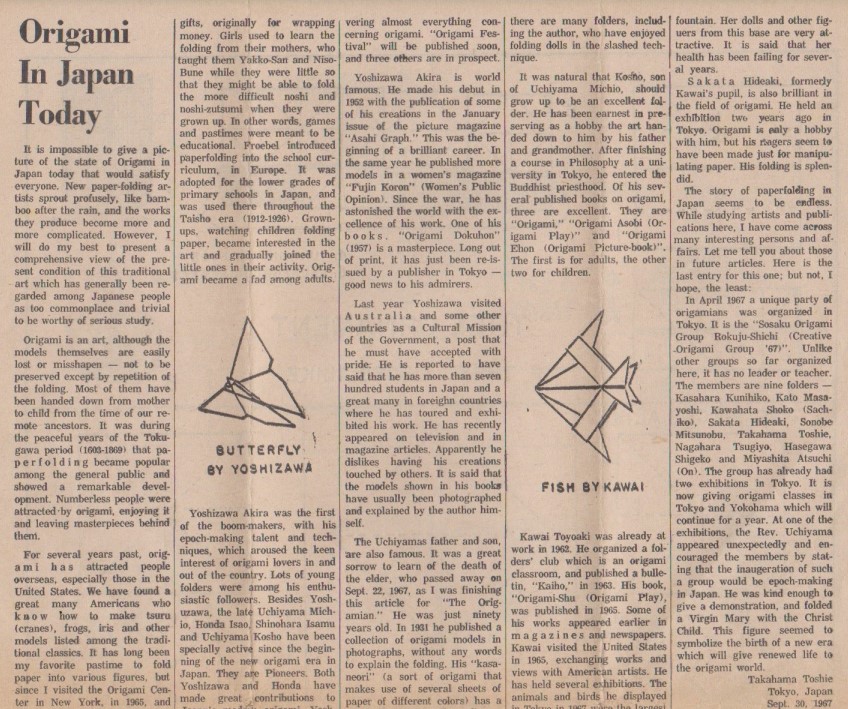 Origami
In Japan
Today
It is impossible to give a pic-
ture of the state of Origami in
Japan today that would satisfy
everyone. New paper-folding ar-
tists sprout profusely, like bam-
boo after the rain, and the works
they produce become more and
more complicated. However, I
will do my best to present a
comprehensive view of the pre-
sent condition of this traditional
art which has generally been re-
garded among Japanese people
as too commonplace and trivial
to be worthy of serious study.
Origami is an art, although the
models themselves are easily
lost or misshapen — not to be
preserved except by repetition of
the folding. Most of them have
been handed down from mother
to child from the time of our re-
mote ancestors. It was during
the peaceful years of the Toku-
gawa period (1603-1869) that pa-
perfolding became popular
among the general public and
showed a remarkable devel-
opment. Numberless people were
attracted by origami, enjoying it
and leaving masterpieces behind
them.
For several years past, orig-
ami has attracted people
overseas, especially those in the
United States. We have found a
great many Americans who
know how to make tsuru
(cranes), frogs, iris and other
models listed among the tradi-
tional classics. It has long been
my favorite pastime to fold
paper into various figures, but
since I visited the Origami Cen-
ter in New York, in 1965, and
gifts, originally for wrapping
money. Girls used to learn the
folding from their mothers, who
taught them Yakko-San and Niso-
Bune while they were little so
that they might be able to fold
the more difficult noshi and
noshi-zutsumi when they were
grown up. In other words, games
and pastimes were meant to be
educational. Froebel introduced
paperfolding into the school cur-
riculum, in Europe. It was
adopted for the lower grades of
primary schools in Japan, and
was used there throughout the
Taisho era (1912-1926). Grown-
ups, watching children folding
paper, became interested in the
art and gradually joined the
little ones in their activity. Orig-
ami became a fad among adults.
BUTTERFLY
BY YOSHIZAWA
Yoshizawa Akira was the first
of the boom-makers, with his
epoch-making talent and tech-
niques, which aroused the keen
interest of origami lovers in and
out of the country. Lots of young
folders were among his enthu-
siastic followers. Besides Yosh-
uzawa, the late Uchiyama Mich-
io, Honda Isao, Shinohara Isamu
and Uchiyama Kosho have been
specially active since the begin-
ning of the new origami era in
Japan. They are Pioneers. Both
Yoshizawa and Honda have
made great contributions to
vering almost everything con-
cerning origami. "Origami Fes-
tival" will be published soon,
and three others are in prospect.
Yoshizawa Akira is world
famous. He made his debut in
1952 with the publication of some
of his creations in the January
issue of the picture magazine
"Asahi Graph." This was the be-
ginning of a brilliant career. In
the same year he published more
models in a women's magazine
"Fujin Koron" (Women's Public
Opinion). Since the war, he has
astonished the world with the ex-
cellence of his work. One of his
books, "Origami Dokuhon"
(1957) is a masterpiece. Long out
of print, it has just been re-is-
sued by a publisher in Tokyo —
good news to his admirers.
Last year Yoshizawa visited
Australia and some other
countries as a Cultural Mission
of the Government, a post that
he must have accepted with
pride. He is reported to have
said that he has more than seven
hundred students in Japan and a
great many in foreighn countries
where he has toured and exhi-
bited his work. He has recently
appeared on television and in
magazine articles. Apparently he
dislikes having his creations
touched by others. It is said that
the models shown in his books
have usually been photographed
and explained by the author him-
self.
The Uchiyamas father and son,
are also famous. It was a great
sorrow to learn of the death of
the elder, who passed away on
Sept. 22, 1967, as I was finishing
this article for "The Orig-
amian." He was just ninety
years old. In 1931 he published a
collection of origami models in
photographs, without any words
to explain the folding. His "kasa-
neori" (a sort of origami that
makes use of several sheets of
paper of different colors) has a
there are many folders, includ-
ing the author, who have enjoyed
folding dolls in the slashed tech-
nique.
It was natural that Kosho, son
of Uchiyama Michio, should
grow up to be an excellent fol-
der. He has been earnest in pre-
serving as a hobby the art han-
ded down to him by his father
and grandmother. After finishing
a course in Philosophy at a uni-
versity in Tokyo, he entered the
Buddhist priesthood. Of his sev-
eral published books on origami,
three are excellent. They are
"Origami," "Origami Asobi (Or-
igami Play)" and "Origami
Ehon (Origami Picture-book)".
The first is for adults, the other
two for children.
FISH BY KAWAI
Kawai Toyoaki was already at
work in 1963. He organized a fol-
ders' club which is an origami
classroom, and published a bulle-
tin, "Kaiho," in 1963. His book,
"Origami-Shu (Origami Play),
was published in 1965. Some of
his works appeared earlier in
magazines and newspapers.
Kawai visited the United States
in 1965, exchanging works and
views with American artists. He
has held several exhibitions. The
animals and birds he displayed
in Tokyo in 1967 were the largest
fountain. Her dolls and other fig-
uers from this base are very at-
tractive. It is said that her
health has been failing for sever-
al years.
Sakata Hideaki, formerly
Kawai's pupil, is also brilliant in
the field of origami. He held an
exhibition two years ago in
Tokyo. Origami is only a hobby
with him, but his nagers seem to
have been made just for manipu-
lating paper. His folding is splen-
did.
The story of paperfolding in
Japan seems to be endless.
While studying artists and publi-
cations here, I have come across
many interesting persons and af-
fairs. Let me tell you about those
in future articles. Here is the
last entry for this one; but not, I
hope, the least:
In April 1967 a unique party of
origamians was organized in
Tokyo. It is the "Sosaku Origami
Group Rokuju-Shichi (Creative
Origami Group '67)". Unlike
other groups so far organized
here, it has no leader or teacher.
The members are nine folders —
Kasahara Kunihiko, Kato Masa-
yoshi, Kawahata Shoko (Sach-
iko), Sakata Hideaki, Sonobe
Mitsunobu, Takahama Toshie,
Nagahara Tsugiyo, Hasegawa
Shigeko and Miyashita Atsuchi
(On). The group has already had
two exhibitions in Tokyo. It is
now giving origami classes in
Tokyo and Yokohama which will
continue for a year. At one of the
exhibitions, the Rev. Uchiyama
appeared unexpectedly and en-
couraged the members by stat-
ing that the inaugeration of such
a group would be epoch-making
in Japan. He was kind enough to
give a demonstration, and folded
a Virgin Mary with the Christ
Child. This figure seemed to
symbolize the birth of a new era
which will give renewed life to
the origami world.
Takahama Toshie
Tokyo, Japan
Sept. 30, 1967